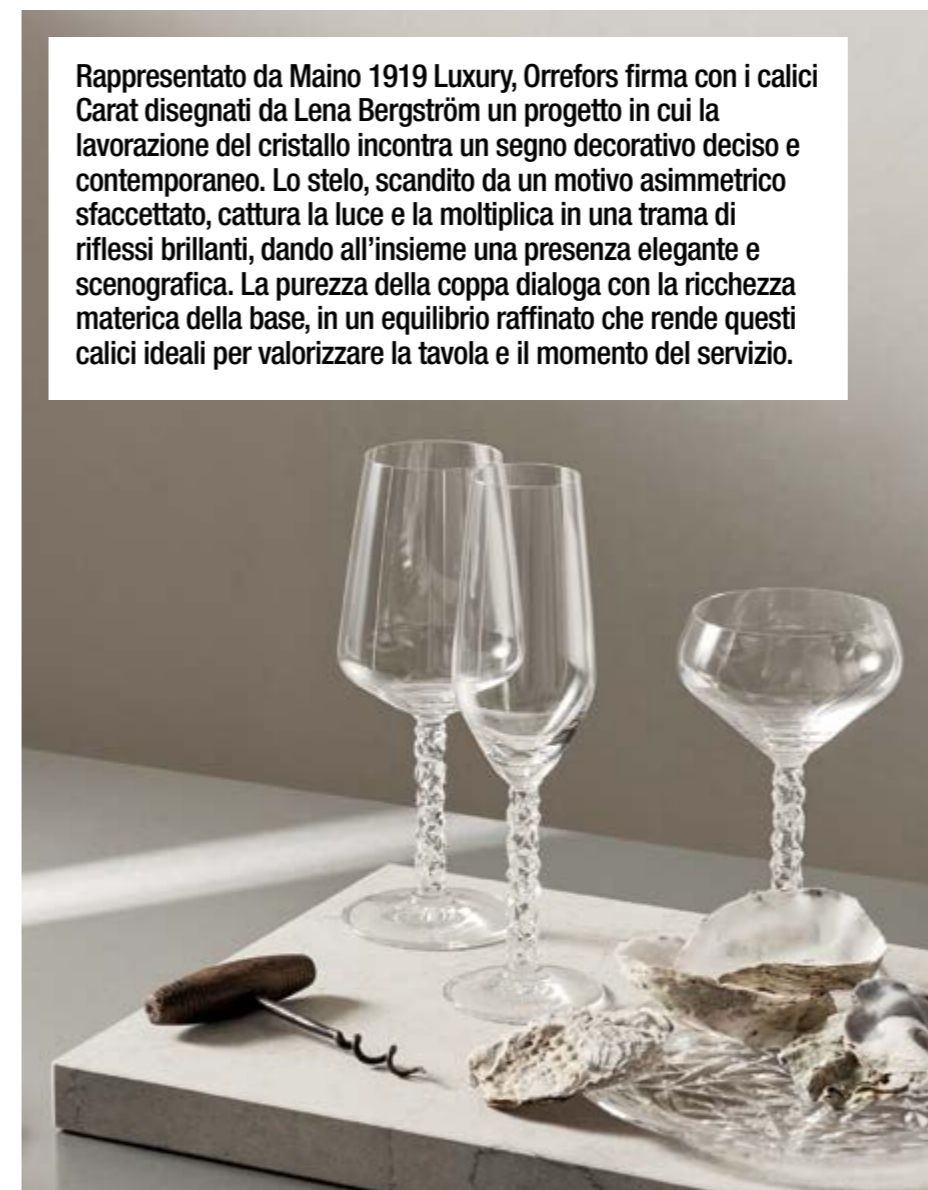 Rappresentato da Maino 1919 Luxury, Orrefors firma con i calici
Carat disegnati da Lena Bergström un progetto in cui la
lavorazione del cristallo incontra un segno decorativo deciso e
contemporaneo. Lo stelo, scandito da un motivo asimmetrico
sfaccettato, cattura la luce e la moltiplica in una trama di
riflessi brillanti, dando all’insieme una presenza elegante e
scenografica. La purezza della coppa dialoga con la ricchezza
materica della base, in un equilibrio raffinato che rende questi
calici ideali per valorizzare la tavola e il momento del servizio.